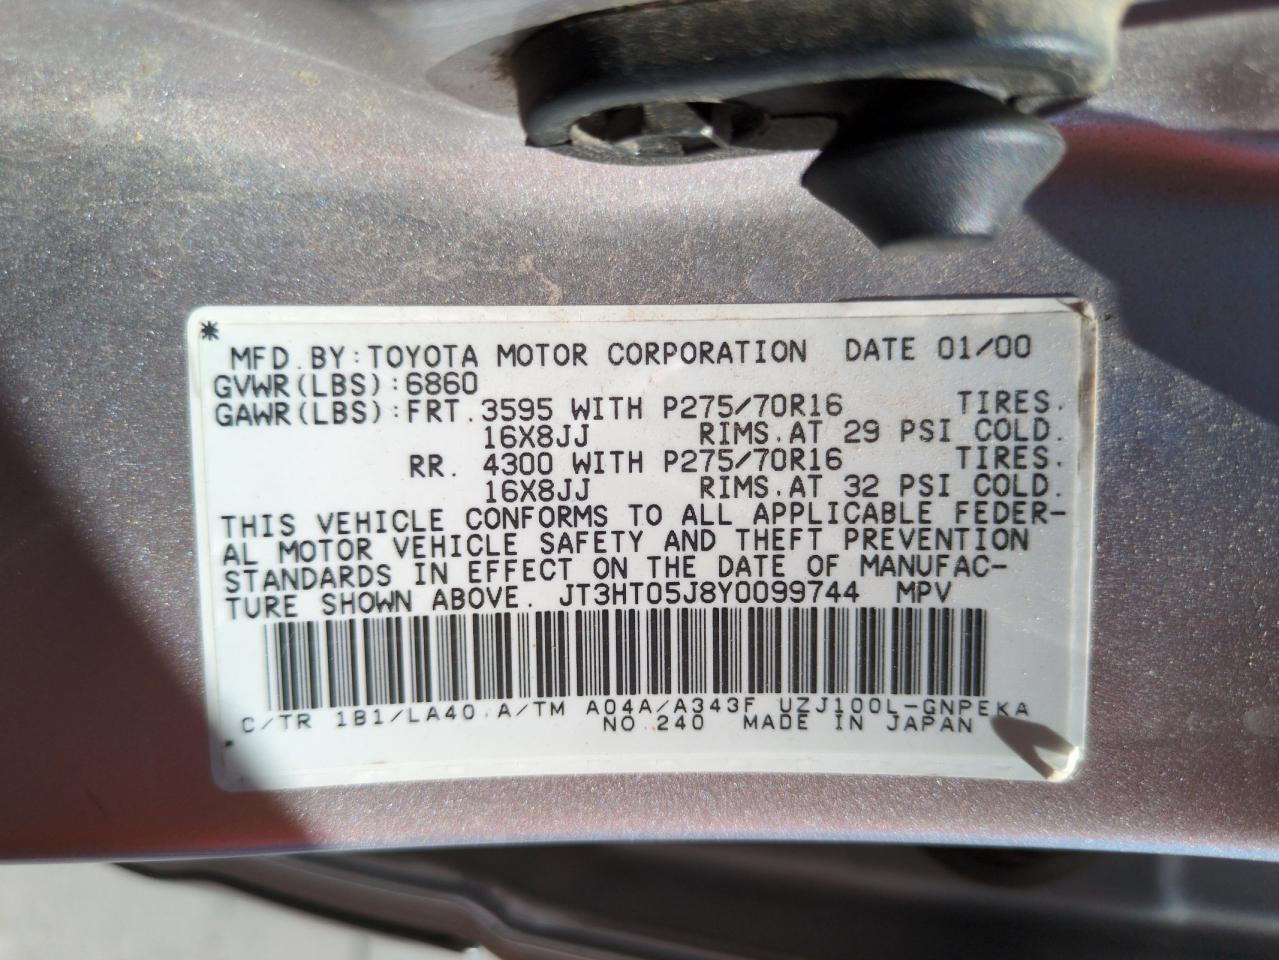 *
MFD. BY: TOYOTA MOTOR CORPORATION DATE 01/00
GVWR(LBS):6860
GAWR(LBS):FRT. 3595 WITH P275/70R16 TIRES.
16X8JJ RIMS. AT 29 PSI COLD.
RR. 4300 WITH P275/70R16 TIRES.
16X8JJ RIMS. AT 32 PSI COLD.
THIS VEHICLE CONFORMS TO ALL APPLICABLE FEDER-
AL MOTOR VEHICLE SAFETY AND THEFT PREVENTION
STANDARDS IN EFFECT ON THE DATE OF MANUFAC-
TURE SHOWN ABOVE. JT3HT05J8Y0099744 MPV
C/TR 1B1/LA40 A/TM A04A/A343F UZJ100L-GNPEKA
NO.240 MADE IN JAPAN